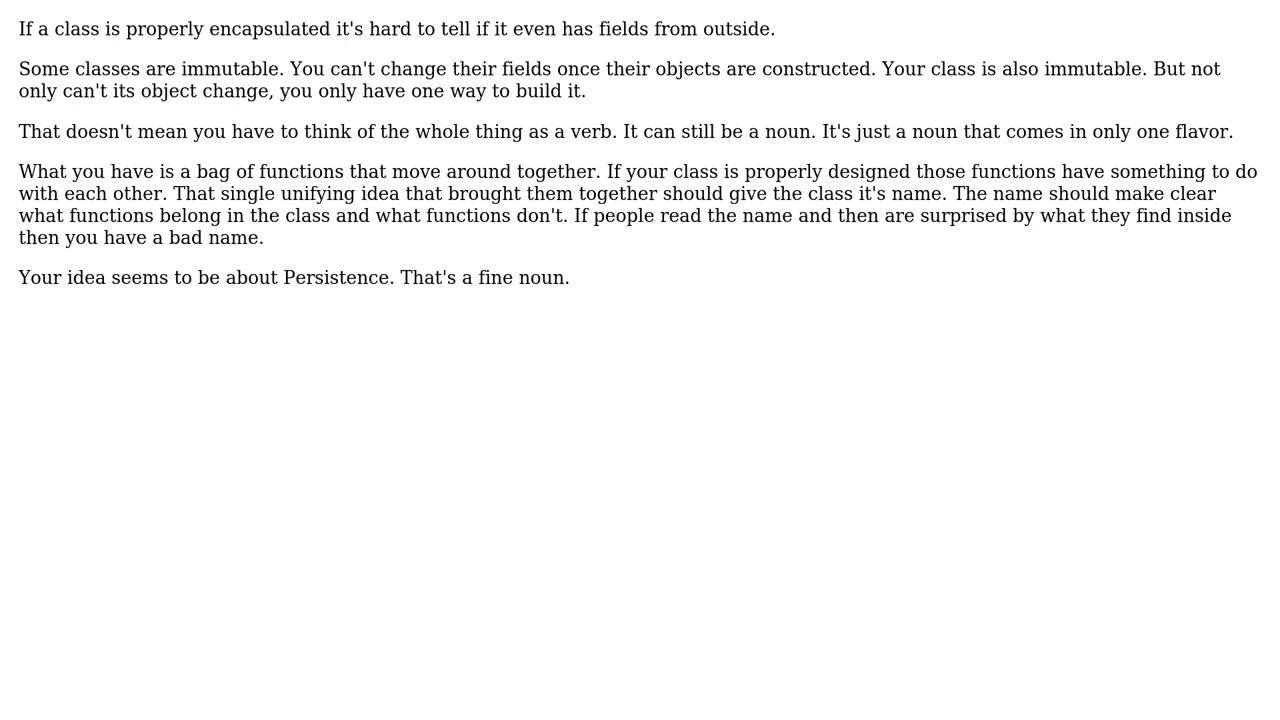 If a class is properly encapsulated it's hard to tell if it even has fields from outside.
Some classes are immutable. You can't change their fields once their objects are constructed. Your class is also immutable. But not
only can't its object change, you only have one way to build it.
That doesn't mean you have to think of the whole thing as a verb. It can still be a noun. It's just a noun that comes in only one flavor.
What you have is a bag of functions that move around together. If your class is properly designed those functions have something to do
with each other. That single unifying idea that brought them together should give the class it's name. The name should make clear
what functions belong in the class and what functions don't. If people read the name and then are surprised by what they find inside
then you have a bad name.
Your idea seems to be about Persistence. That's a fine noun.